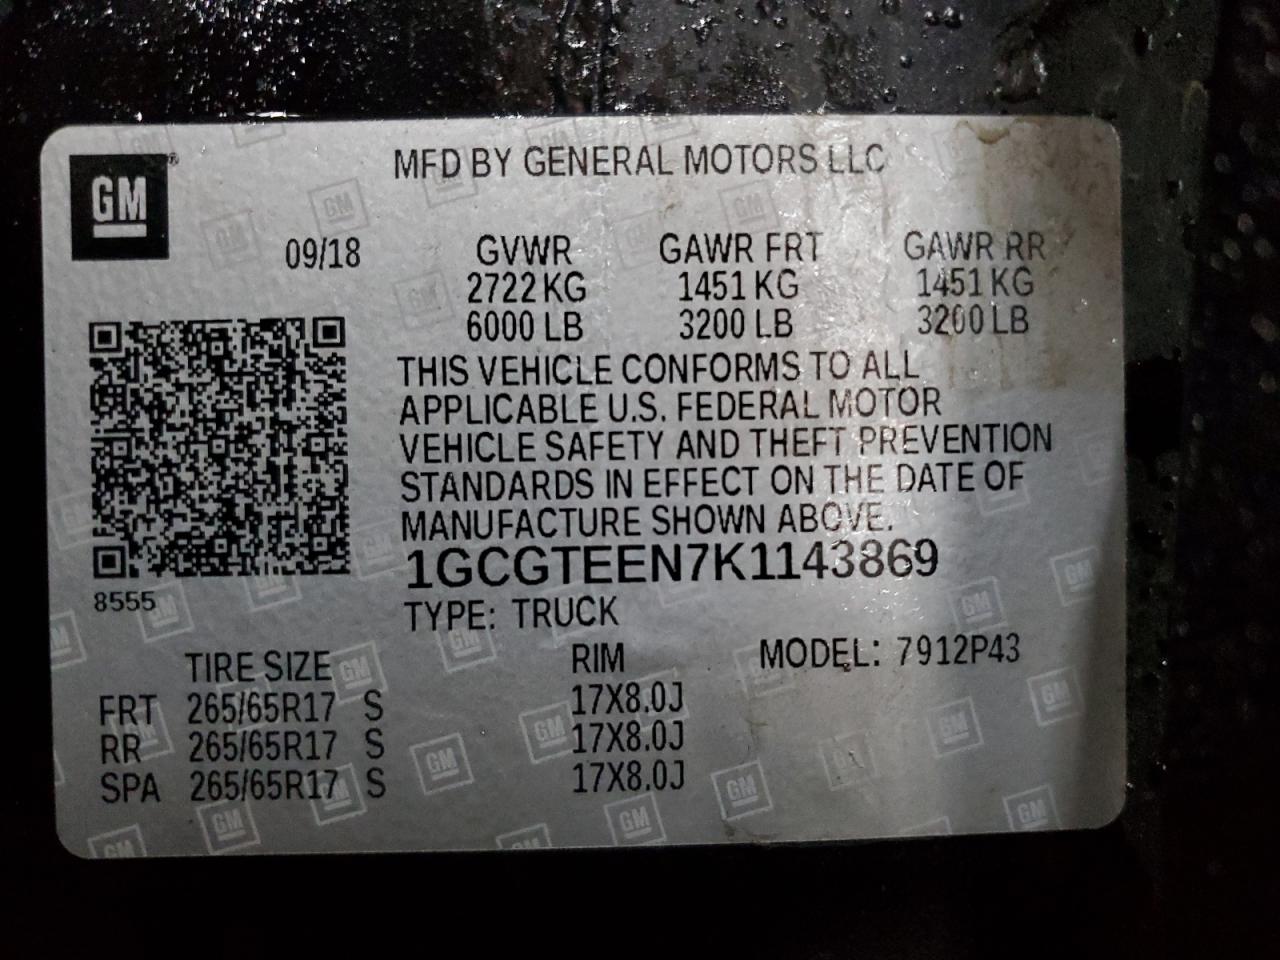 GM®
MFD BY GENERAL MOTORS LLC
09/18 GVWR GAWR FRT GAWR RR
2722 KG 1451 KG 1451 KG
6000 LB 3200 LB 3200 LB
THIS VEHICLE CONFORMS TO ALL
APPLICABLE U.S. FEDERAL MOTOR
VEHICLE SAFETY AND THEFT PREVENTION
STANDARDS IN EFFECT ON THE DATE OF
MANUFACTURE SHOWN ABOVE.
1GCGTEEN7K1143869
8555
TYPE: TRUCK
TIRE SIZE RIM MODEL: 7912P43
FRT 265/65R17 S 17X8.0J
RR 265/65R17 S 17X8.0J
SPA 265/65R17 S 17X8.0J